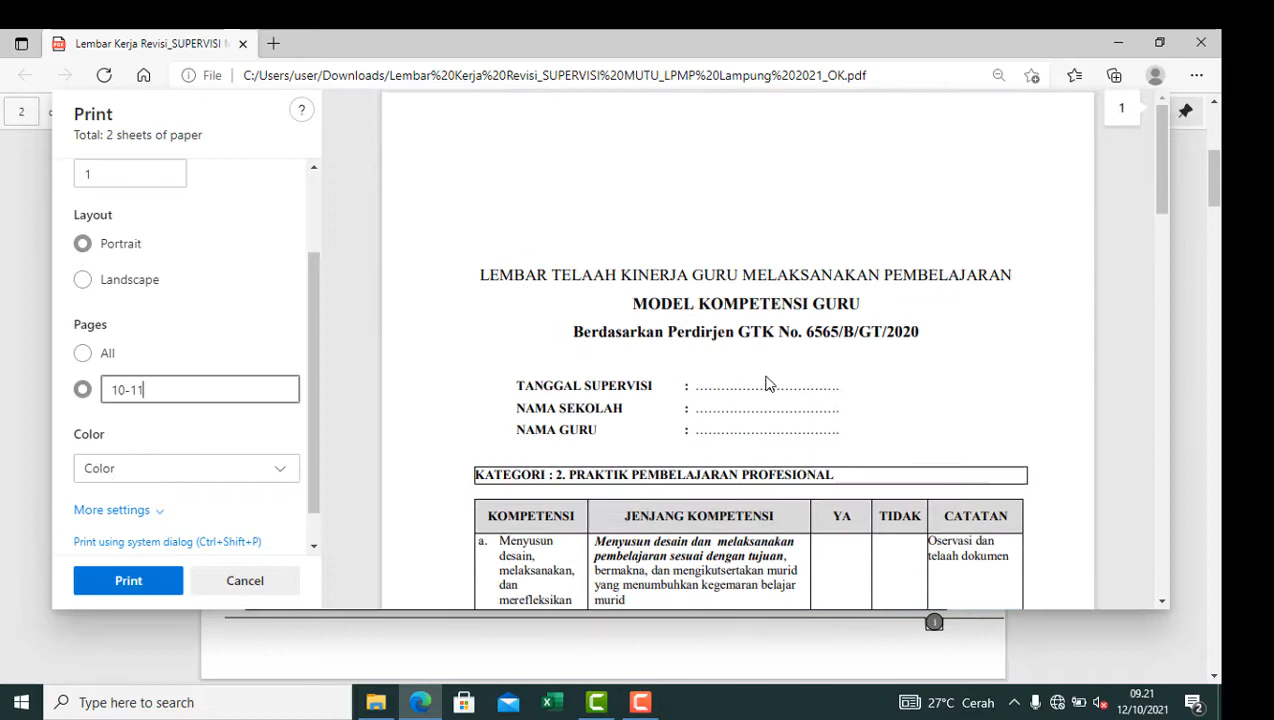 Lembar Kerja Revisi_SUPERVISI M
File
C:/Users/user/Downloads/Lembar%20Kerja%20Revisi_SUPERVISI%20MUTU_LPMP%20Lampung%202021_OK.pdf
2
Print
?
Total: 2 sheets of paper
1
Layout
Portrait
Landscape
Pages
All
10-11
Color
Color
More settings
Print using system dialog (Ctrl+Shift+P)
Print
Cancel
1
LEMBAR TELAAH KINERJA GURU MELAKSANAKAN PEMBELAJARAN
MODEL KOMPETENSI GURU
Berdasarkan Perdirjen GTK No. 6565/B/GT/2020
TANGGAL SUPERVISI : ………………………
NAMA SEKOLAH : ………………………
NAMA GURU : ………………………
KATEGORI : 2. PRAKTIK PEMBELAJARAN PROFESIONAL
KOMPETENSI JENJANG KOMPETENSI YA TIDAK CATATAN
a. Menyusun
desain,
melaksanakan,
dan
merefleksikan
Menyusun desain dan melaksanakan
pembelajaran sesuai dengan tujuan,
bermakna, dan mengikutsertakan murid
yang menumbuhkan kegemaran belajar
murid
Oservasi dan
telaah dokumen
1
Type here to search
27°C Cerah
09.21
12/10/2021
2